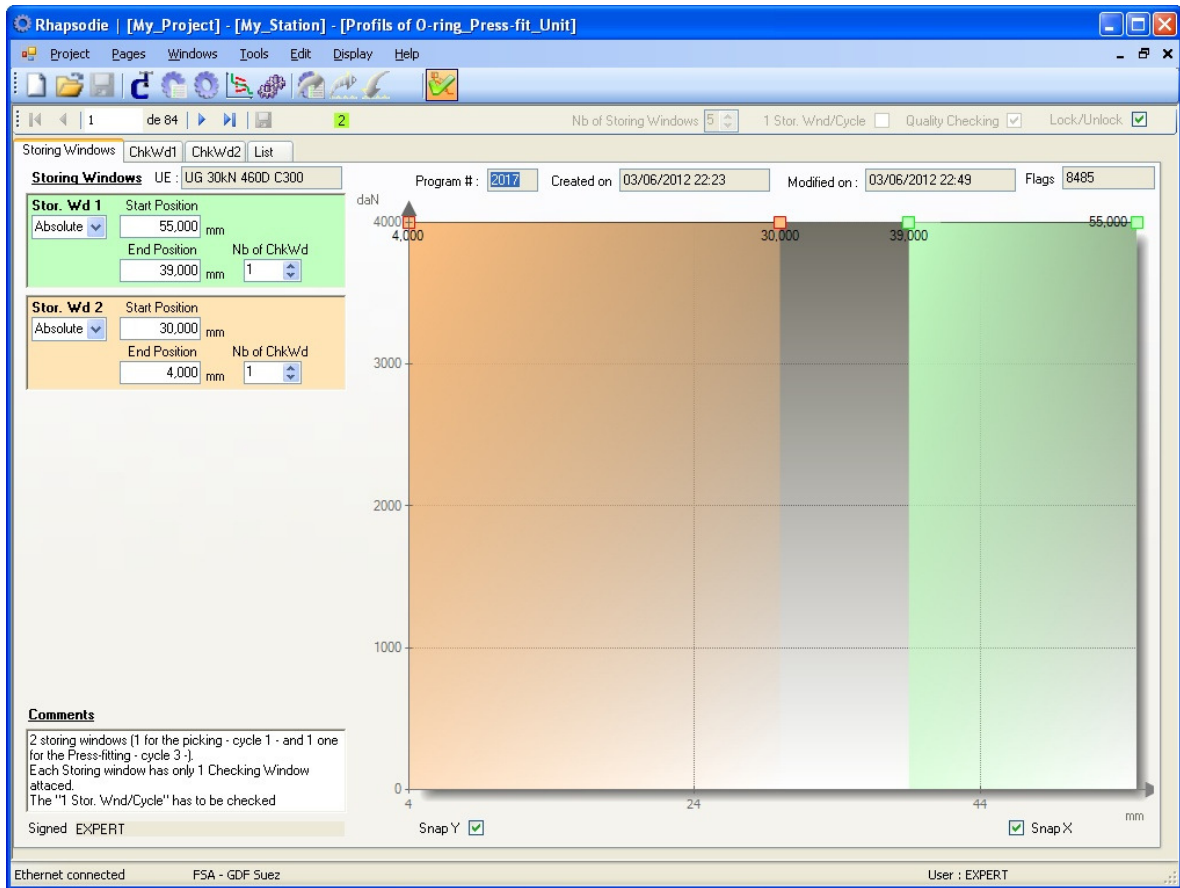 Rhapsodie | [My_Project] - [My_Station] - [Profils of O-ring_Press-fit_Unit]
Project Pages Windows Tools Edit Display Help
1 de 84 2 Nb of Storing Windows 5 1 Stor. Wnd/Cycle Quality Checking Lock/Unlock
Storing Windows ChkWd1 ChkWd2 List
Storing Windows UE : UG 30kN 460D C300 Program # : 2017 Created on 03/06/2012 22:23 Modified on : 03/06/2012 22:49 Flags 8485
Stor. Wd 1 Start Position
Absolute 55,000 mm
End Position Nb of ChkWd
39,000 mm 1
Stor. Wd 2 Start Position
Absolute 30,000 mm
End Position Nb of ChkWd
4,000 mm 1
daN
4000
4,000 30,000 39,000 55,000
3000
2000
1000
0
4 24 44
mm
Comments
2 storing windows (1 for the picking - cycle 1 - and 1 one
for the Press-fitting - cycle 3 -).
Each Storing window has only 1 Checking Window
attaced.
The "1 Stor. Wnd/Cycle" has to be checked
Signed EXPERT Snap Y Snap X
Ethernet connected FSA - GDF Suez User : EXPERT